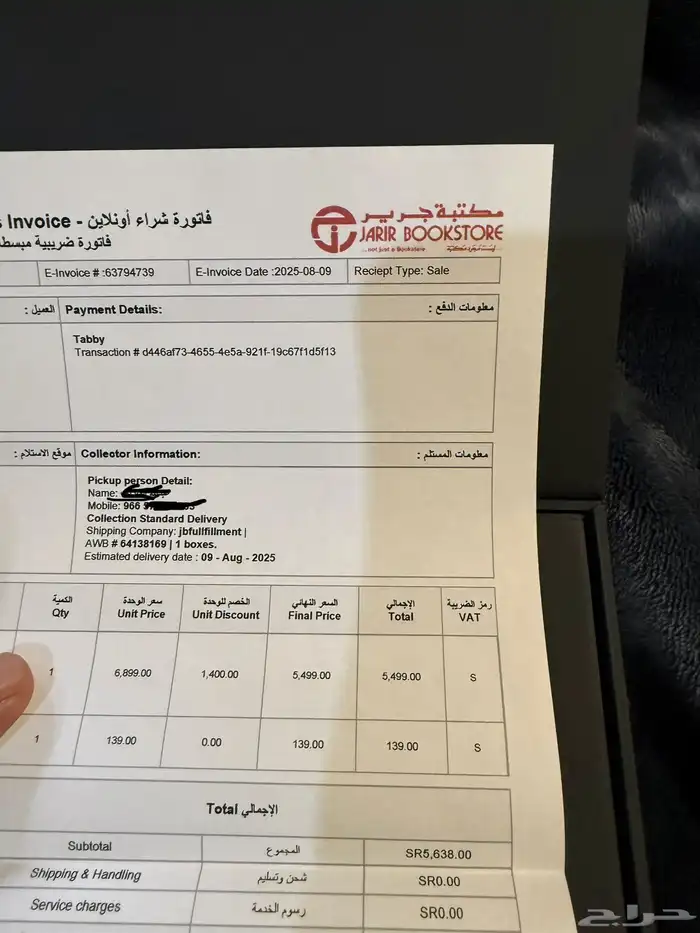 Invoice - فاتورة شراء أونلاين
فاتورة ضريبية
مكتبة جرير
JARIR BOOKSTORE
...not just a Bookstore
E-Invoice # :63794739
E-Invoice Date :2025-08-09
Reciept Type: Sale
العميل :
Payment Details:
معلومات الدفع :
Tabby
Transaction # d446af73-4655-4e5a-921f-19c67f1d5f13
موقع الاستلام :
Collector Information:
معلومات المستلم :
Pickup person Detail:
Name:
Mobile: 966
Collection Standard Delivery
Shipping Company: jbfullfillment |
AWB # 64138169 | 1 boxes.
Estimated delivery date : 09 - Aug - 2025
الكمية سعر الوحدة الخصم للوحدة السعر النهائي الإجمالي رمز الضريبة
Qty Unit Price Unit Discount Final Price Total VAT
1 6,899.00 1,400.00 5,499.00 5,499.00 S
1 139.00 0.00 139.00 139.00 S
Total الإجمالي
Subtotal المجموع SR5,638.00
Shipping & Handling شحن وتسليم SR0.00
Service charges رسوم الخدمة SR0.00
حراج